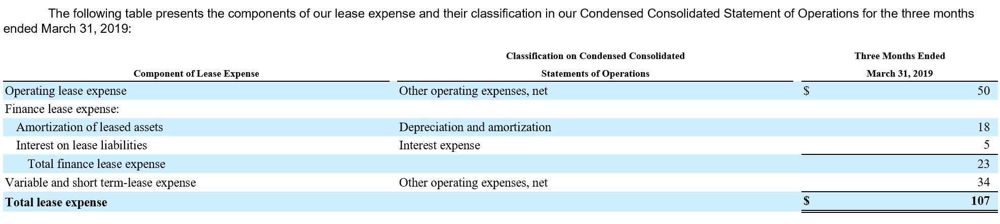 The following table presents the components of our lease expense and their classification in our Condensed Consolidated Statement of Operations for the three months
ended March 31, 2019:
Classification on Condensed Consolidated Three Months Ended
Component of Lease Expense Statements of Operations March 31, 2019
Operating lease expense Other operating expenses, net $ 50
Finance lease expense:
Amortization of leased assets Depreciation and amortization 18
Interest on lease liabilities Interest expense 5
Total finance lease expense 23
Variable and short term-lease expense Other operating expenses, net 34
Total lease expense $ 107